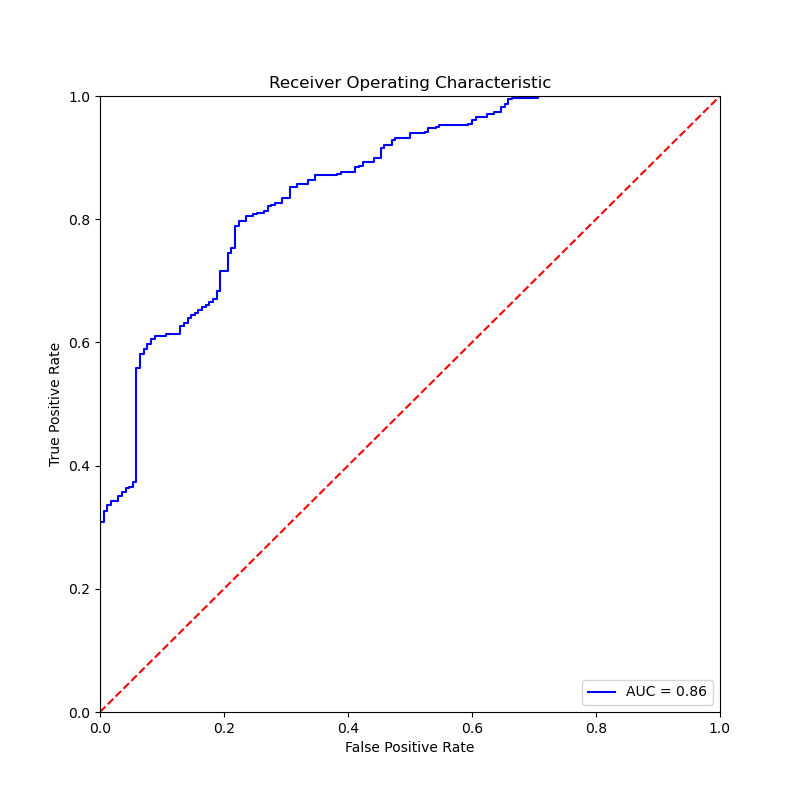 Receiver Operating Characteristic
1.0
0.8
0.6
0.4
0.2
0.0
True Positive Rate
AUC = 0.86
0.0 0.2 0.4 0.6 0.8 1.0
False Positive Rate